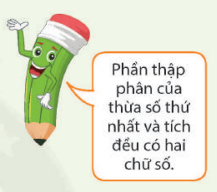 Phần thập
phân của
thừa số thứ
nhất và tích
đều có hai
chữ số.